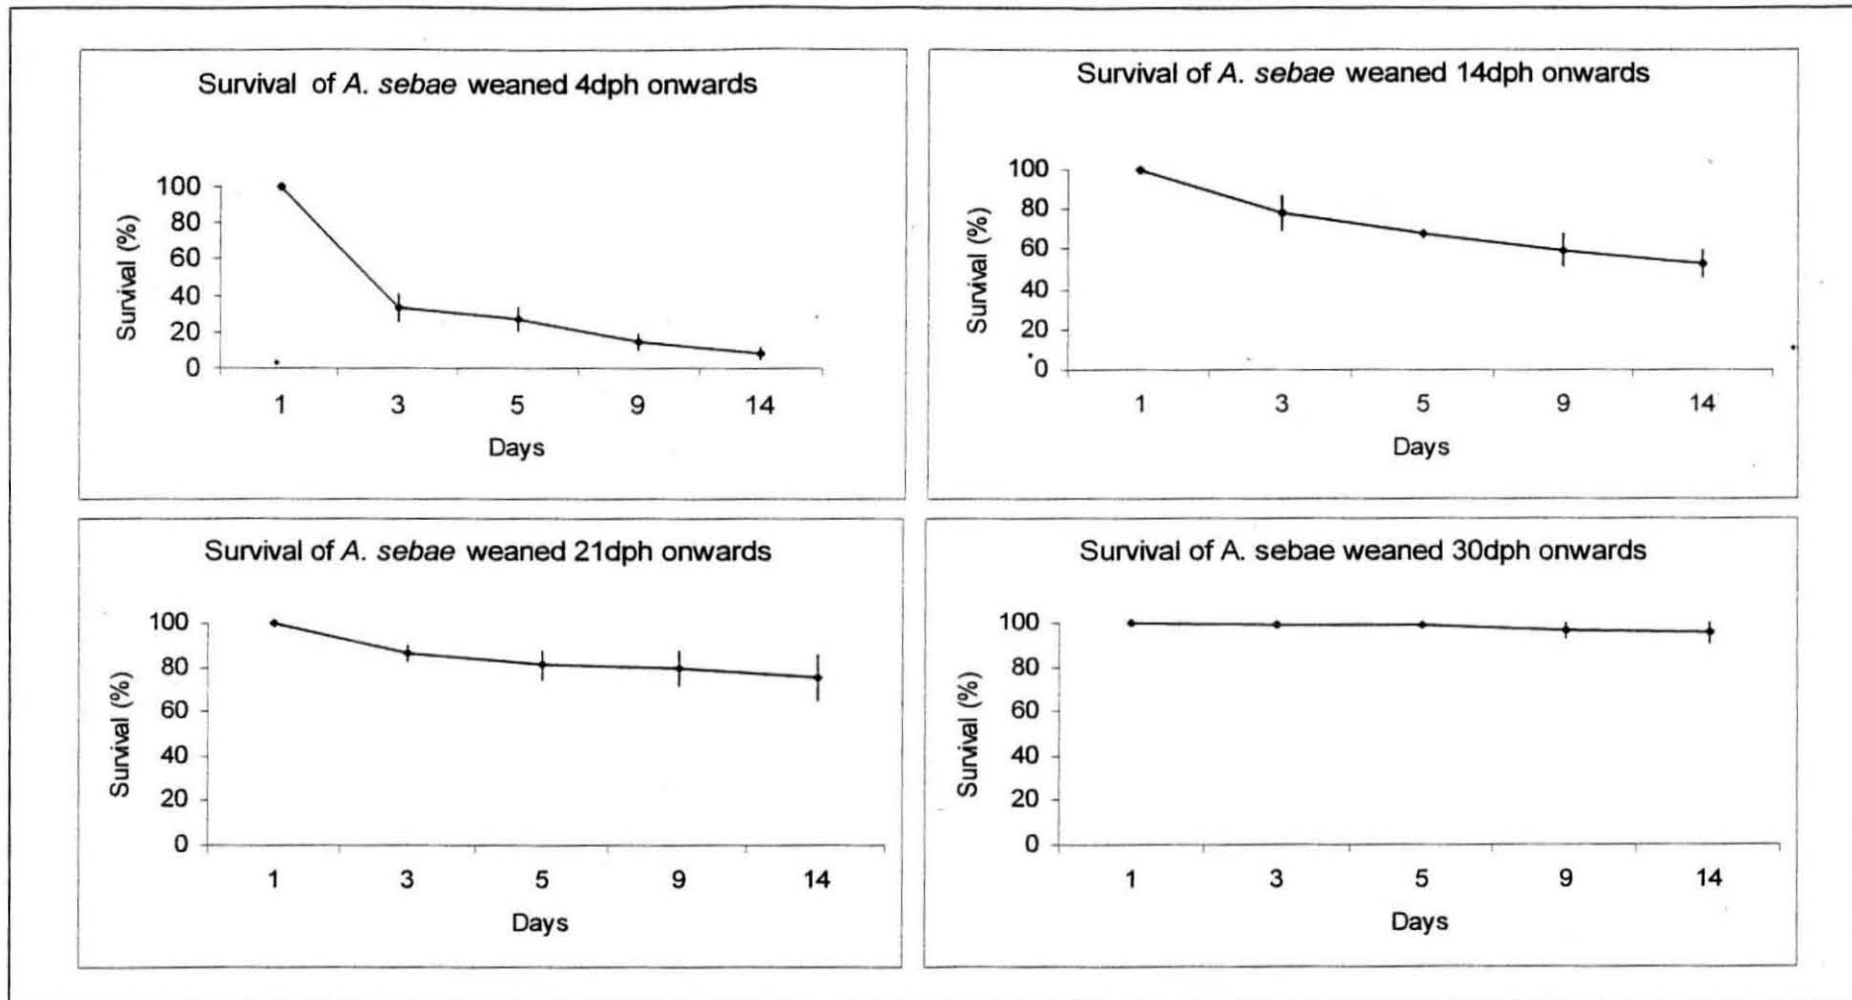 Survival of A. sebae weaned 4dph onwards
100
80
60
40
20
0
Survival (%)
1 3 5 9 14
Days
Survival of A. sebae weaned 14dph onwards
100
80
60
40
20
0
Survival (%)
1 3 5 9 14
Days
Survival of A. sebae weaned 21dph onwards
100
80
60
40
20
0
Survival (%)
1 3 5 9 14
Days
Survival of A. sebae weaned 30dph onwards
100
80
60
40
20
0
Survival (%)
1 3 5 9 14
Days